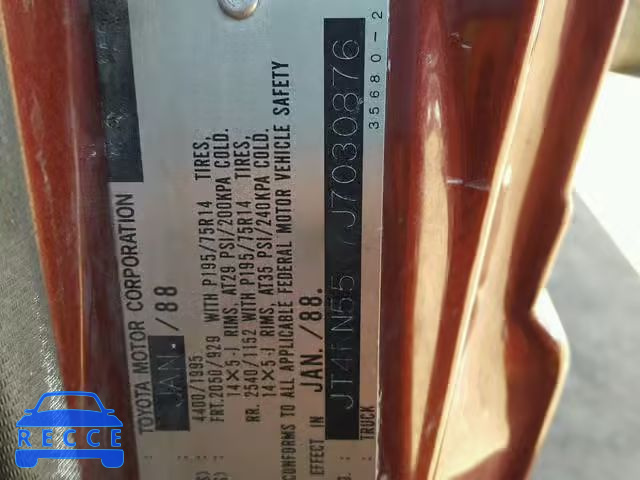 TOYOTA MOTOR CORPORATION
JAN. /88
4400/1995
FRT. 2050/929 WITH P195/75R14 TIRES,
14×5-J RIMS, AT29 PSI/200KPA COLD.
RR. 2540/1152 WITH P195/75R14 TIRES,
14×5-J RIMS, AT35 PSI/240KPA COLD.
CONFORMS TO ALL APPLICABLE FEDERAL MOTOR VEHICLE SAFETY
EFFECT IN JAN. /88.
J7030876
TRUCK
35680-2
RECCE